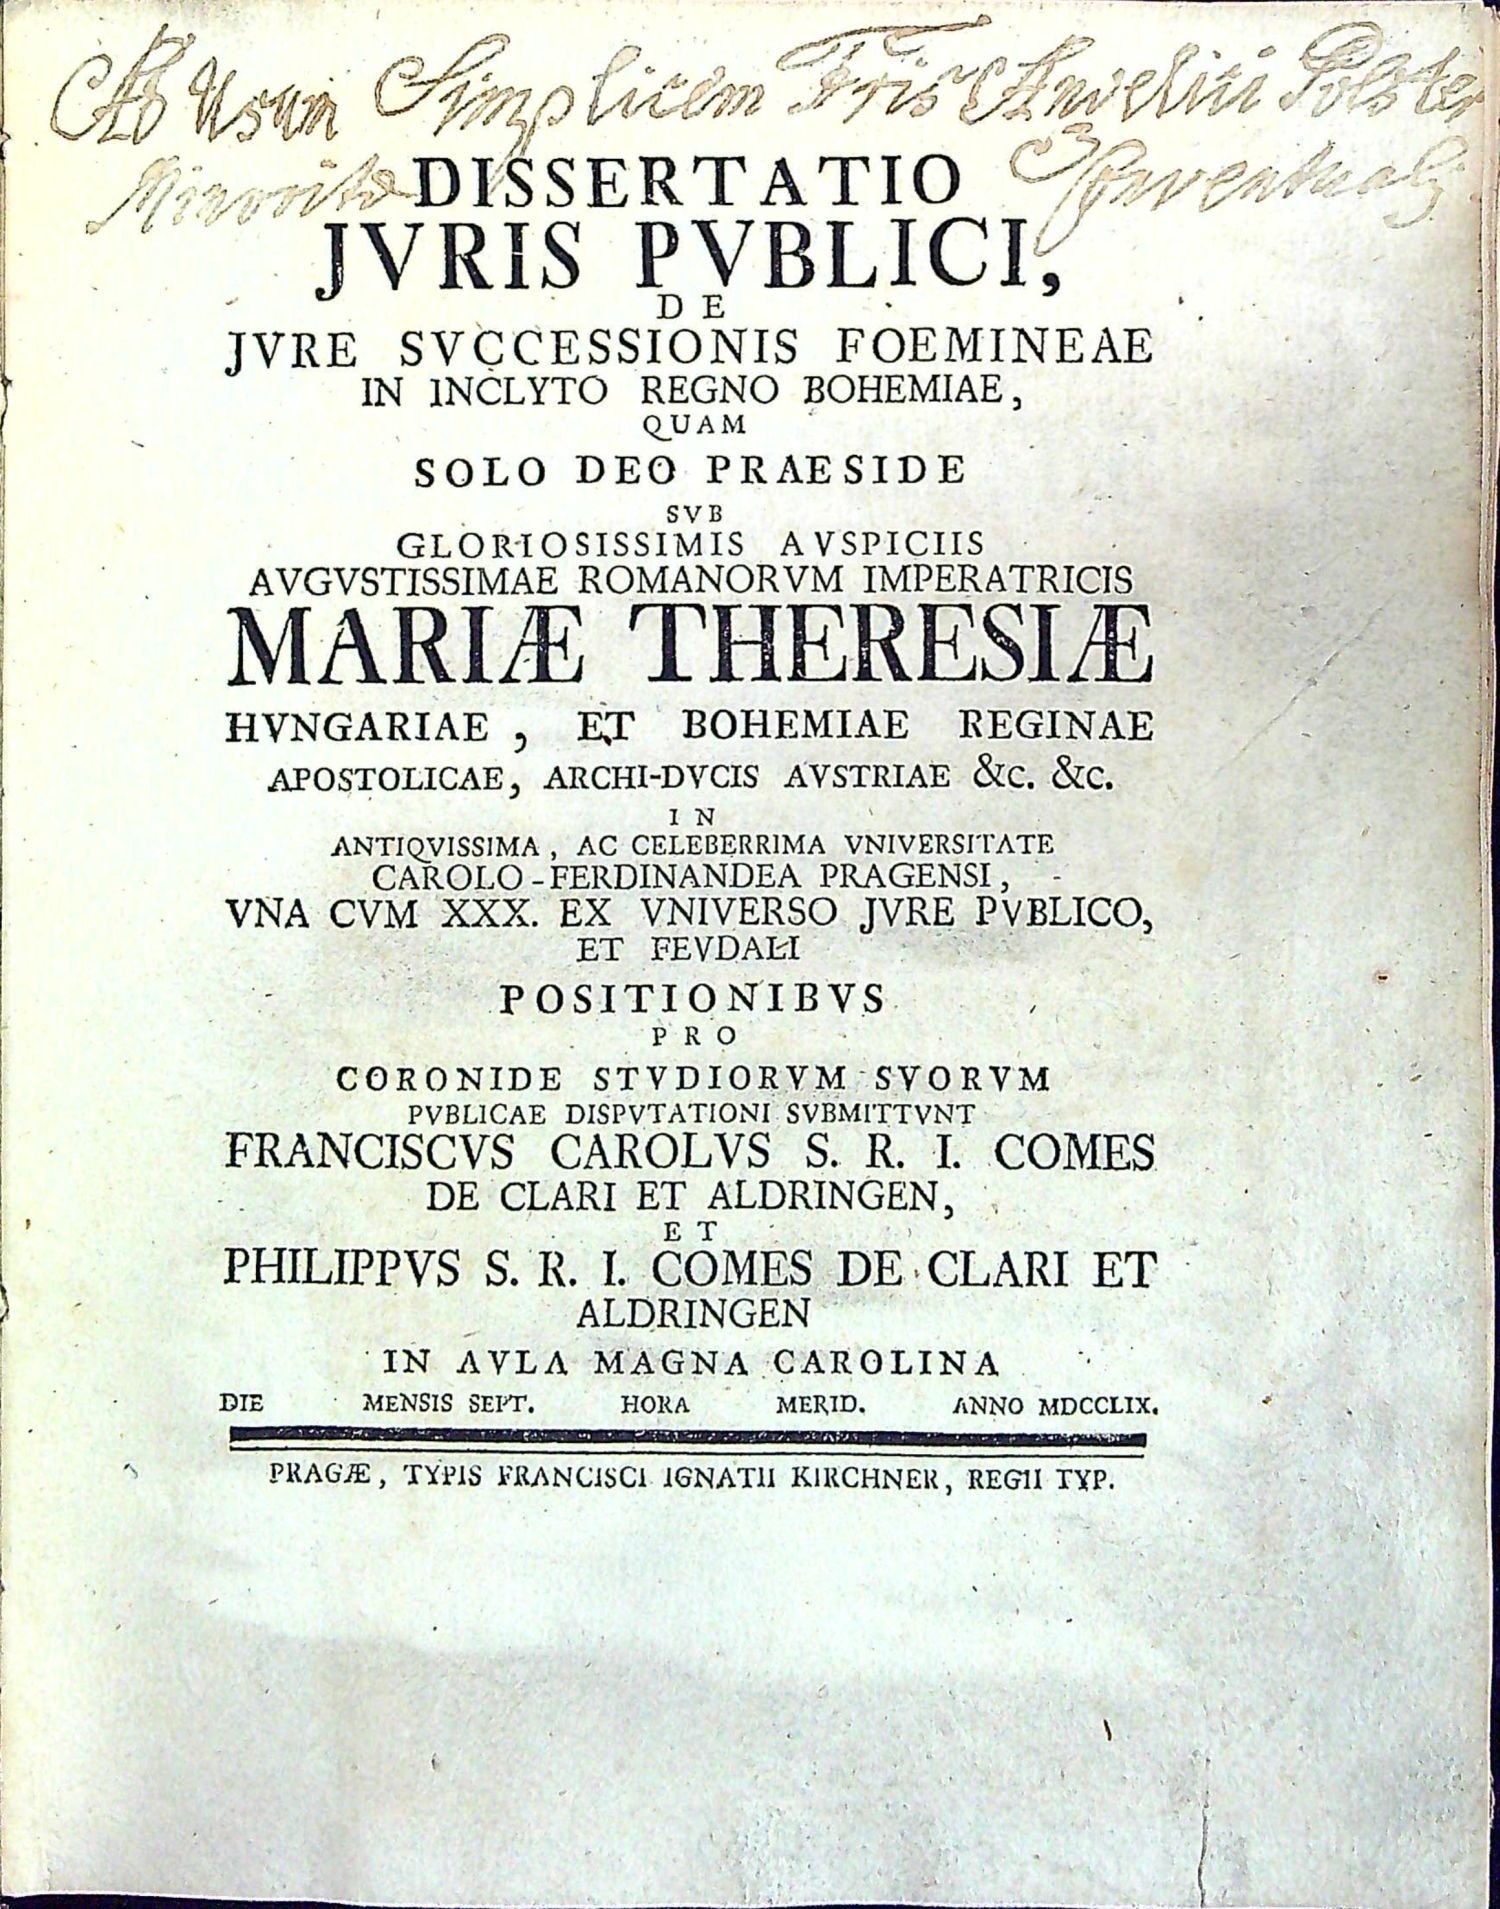 Ad Usum Simplicem Fris Angelini Polster
Minoritæ Conventualis
DISSERTATIO
JVRIS PVBLICI,
DE
JVRE SVCCESSIONIS FOEMINEAE
IN INCLYTO REGNO BOHEMIAE,
QUAM
SOLO DEO PRAESIDE
SVB
GLORIOSISSIMIS AVSPICIIS
AVGVSTISSIMAE ROMANORVM IMPERATRICIS
MARIÆ THERESIÆ
HVNGARIAE, ET BOHEMIAE REGINAE
APOSTOLICAE, ARCHI-DVCIS AVSTRIAE &C. &C.
IN
ANTIQVISSIMA, AC CELEBERRIMA VNIVERSITATE
CAROLO-FERDINANDEA PRAGENSI,
VNA CVM XXX. EX VNIVERSO JVRE PVBLICO,
ET FEVDALI
POSITIONIBVS
PRO
CORONIDE STVDIORVM SVORVM
PVBLICAE DISPVTATIONI SVBMITTVNT
FRANCISCVS CAROLVS S. R. I. COMES
DE CLARI ET ALDRINGEN,
ET
PHILIPPVS S. R. I. COMES DE CLARI ET
ALDRINGEN
IN AVLA MAGNA CAROLINA
DIE MENSIS SEPT. HORA MERID. ANNO MDCCLIX.
PRAGÆ, TYPIS FRANCISCI IGNATII KIRCHNER, REGII TYP.